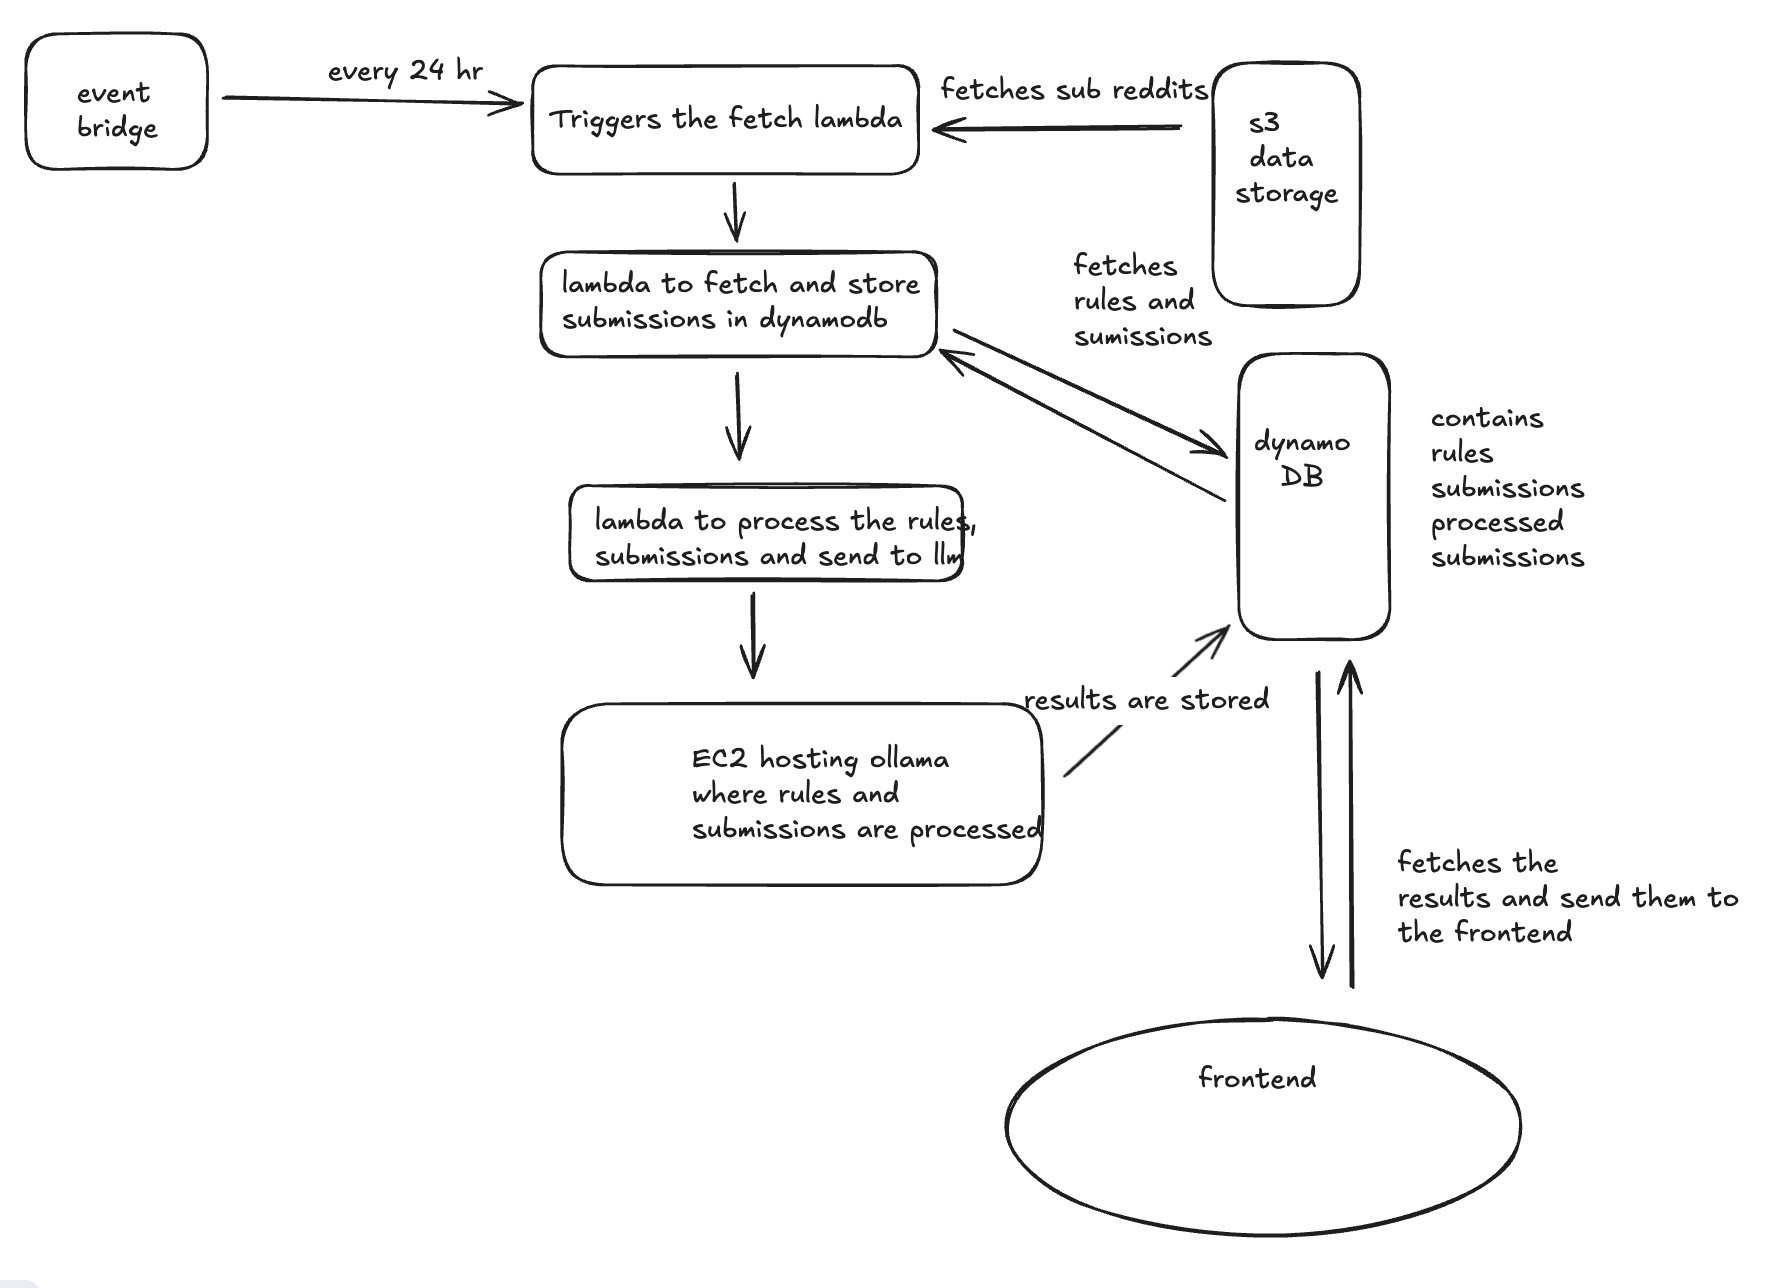 event
bridge
every 24 hr
Triggers the fetch lambda
fetches sub reddits
s3
data
storage
lambda to fetch and store
submissions in dynamodb
fetches
rules and
sumissions
dynamo
DB
contains
rules
submissions
processed
submissions
lambda to process the rules,
submissions and send to llm
results are stored
EC2 hosting ollama
where rules and
submissions are processed
fetches the
results and send them to
the frontend
frontend